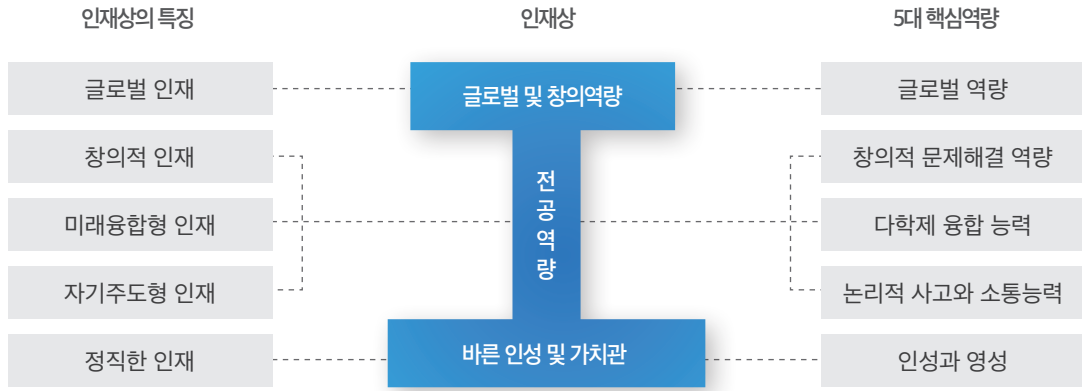 인재상의 특징
인재상
5대 핵심역량
글로벌 인재
글로벌 및 창의역량
글로벌 역량
창의적 인재
창의적 문제해결 역량
전공역량
미래융합형 인재
다학제 융합 능력
자기주도형 인재
논리적 사고와 소통능력
정직한 인재
바른 인성 및 가치관
인성과 영성